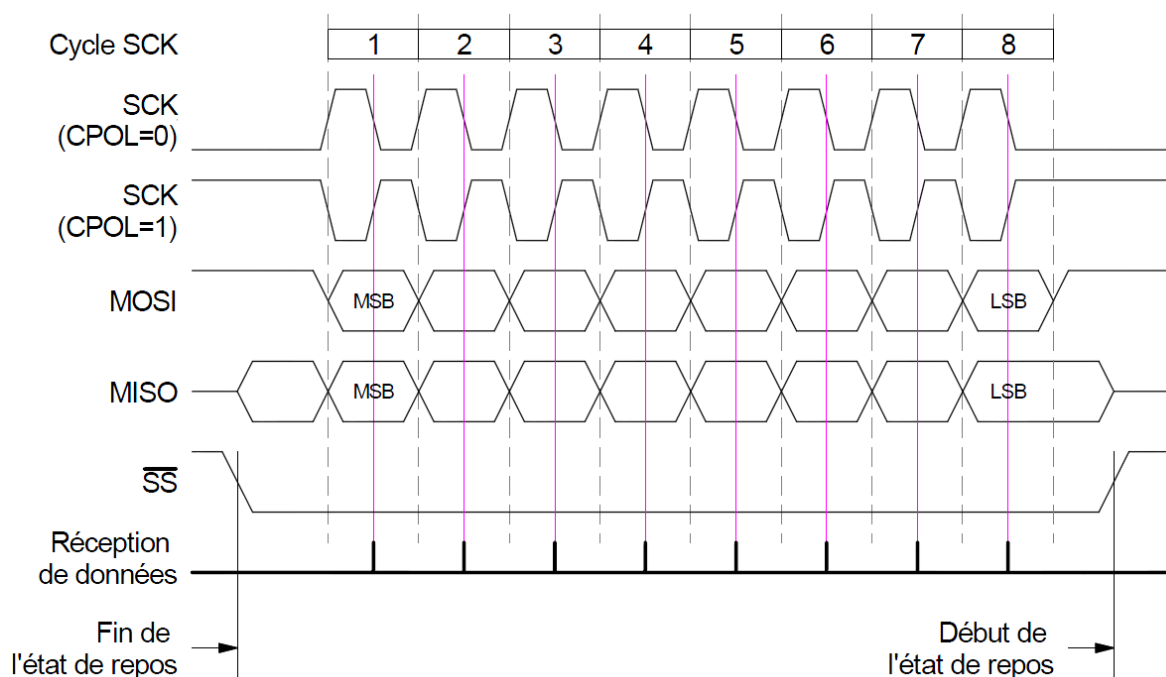 Cycle SCK 1 2 3 4 5 6 7 8
SCK
(CPOL=0)
SCK
(CPOL=1)
MOSI MSB LSB
MISO MSB LSB
SS
Réception
de données
Fin de
l'état de repos
Début de
l'état de repos